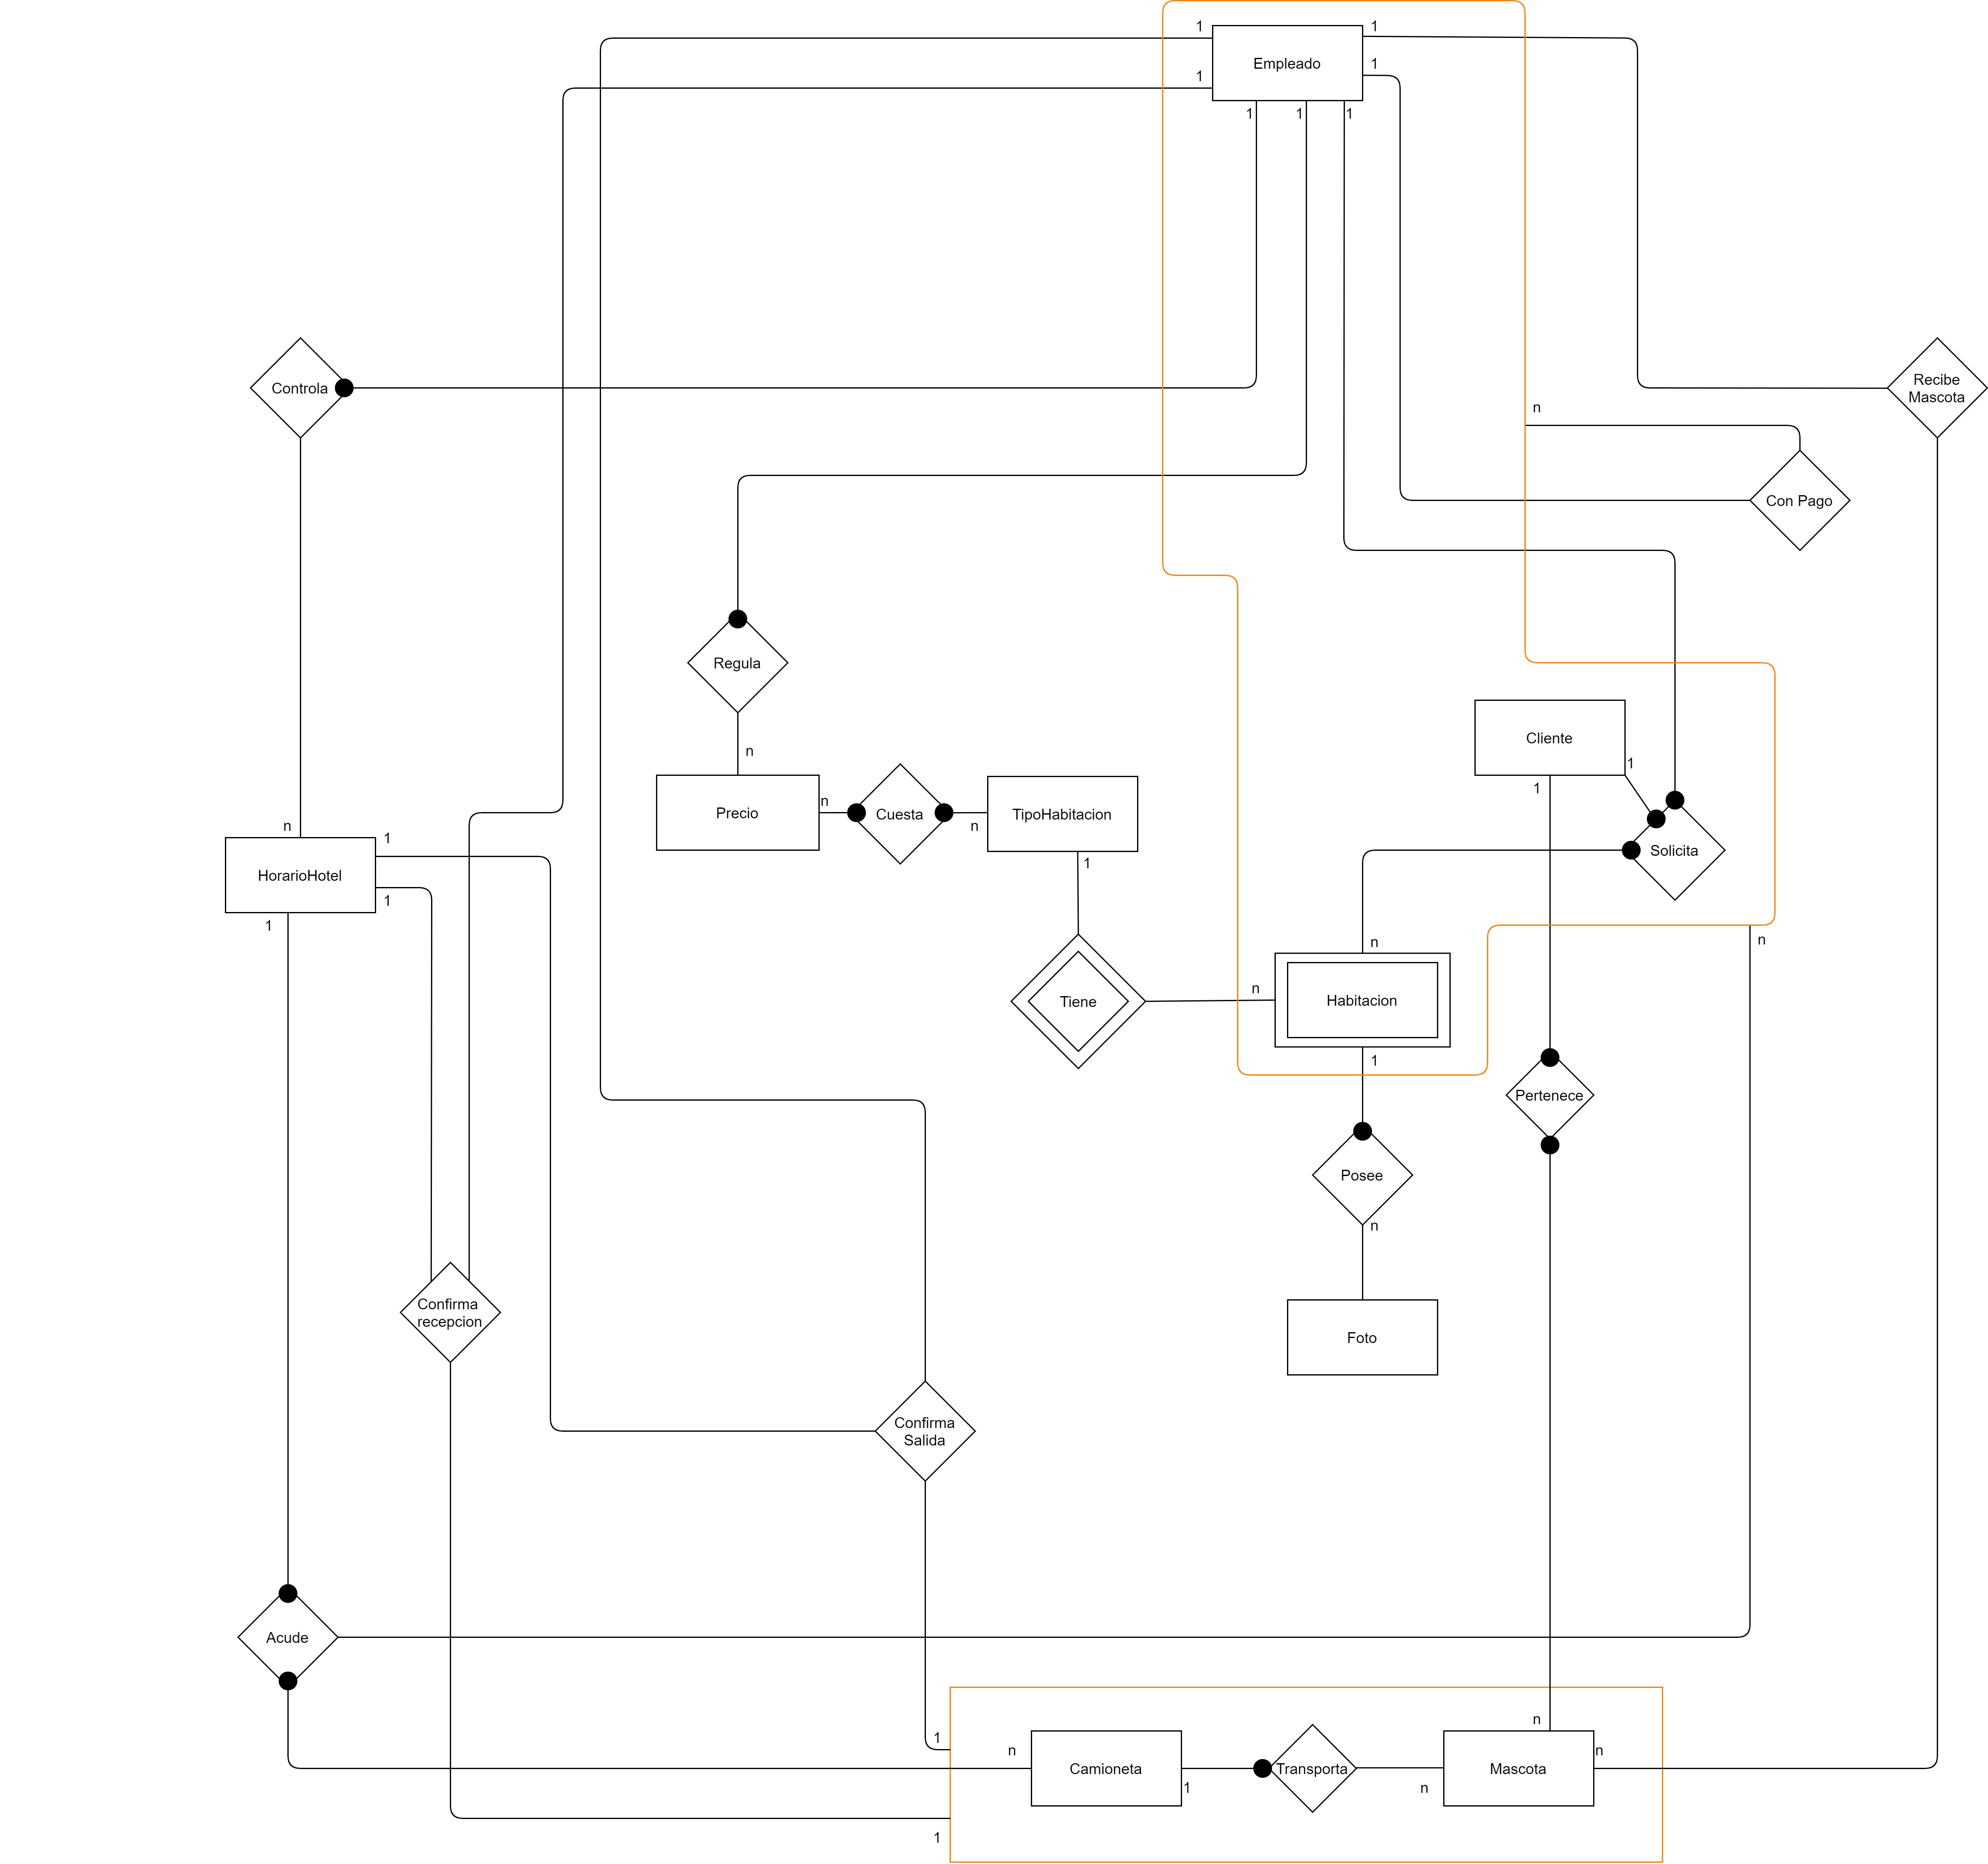 1
1
Empleado
1
1
1
1
1
Controla
Recibe
Mascota
n
Con Pago
Regula
Cliente
n
1
1
n
Precio
Cuesta
n
TipoHabitacion
n
1
1
Solicita
HorarioHotel
1
1
n
n
n
Tiene
Habitacion
1
Pertenece
Posee
n
Confirma
recepcion
Foto
Confirma
Salida
Acude
n
1
n
n
Camioneta
Transporta
Mascota
1
n
1